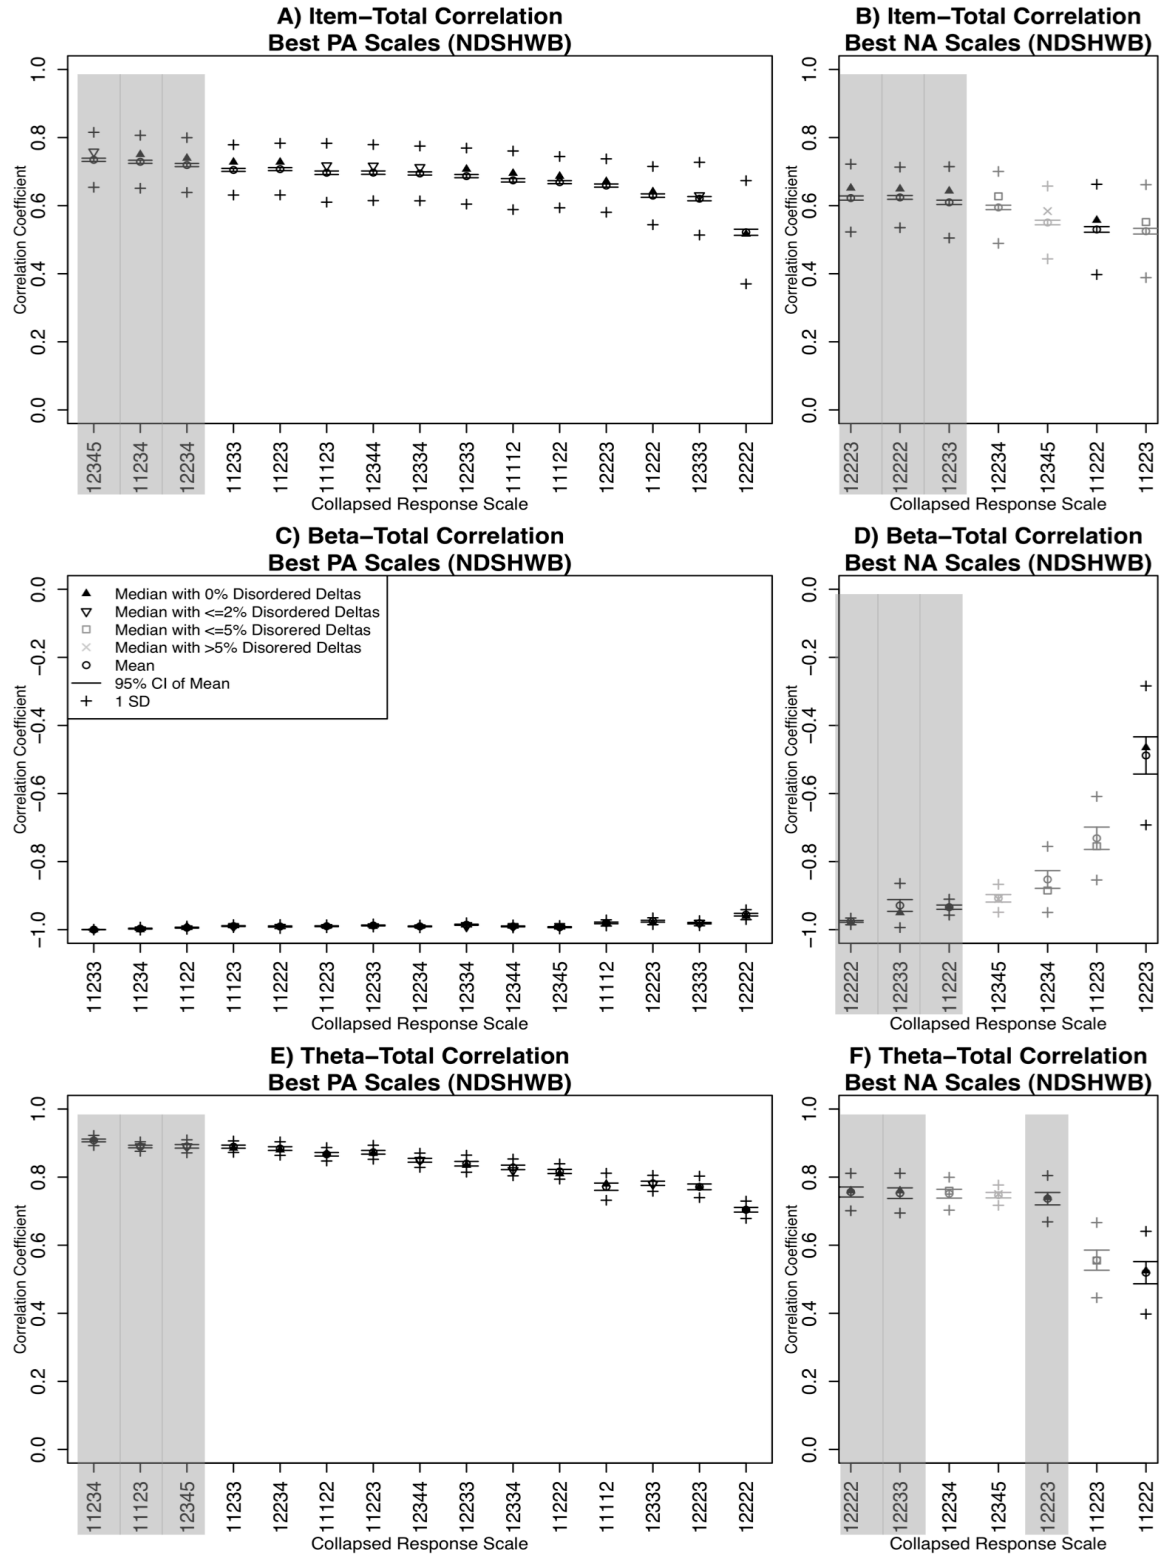 A) Item−Total Correlation
Best PA Scales (NDSHWB)
Correlation Coefficient
1.0
0.8
0.6
0.4
0.2
0.0
12345 11234 12234 11233 11223 11123 12344 12334 12233 11112 11122 12223 11222 12333 12222
Collapsed Response Scale
B) Item−Total Correlation
Best NA Scales (NDSHWB)
Correlation Coefficient
1.0
0.8
0.6
0.4
0.2
0.0
12223 12222 12233 12234 12345 11222 11223
Collapsed Response Scale
C) Beta−Total Correlation
Best PA Scales (NDSHWB)
Correlation Coefficient
0.0
−0.2
−0.4
−0.6
−0.8
−1.0
Median with 0% Disordered Deltas
Median with <=2% Disordered Deltas
Median with <=5% Disorered Deltas
Median with >5% Disorered Deltas
Mean
95% CI of Mean
1 SD
11233 11234 11122 11123 11222 11223 12233 12334 12234 12344 12345 11112 12223 12333 12222
Collapsed Response Scale
D) Beta−Total Correlation
Best NA Scales (NDSHWB)
Correlation Coefficient
0.0
−0.2
−0.4
−0.6
−0.8
−1.0
12222 12233 11222 12345 12234 11223 12223
Collapsed Response Scale
E) Theta−Total Correlation
Best PA Scales (NDSHWB)
Correlation Coefficient
1.0
0.8
0.6
0.4
0.2
0.0
11234 11123 12345 11233 12234 11122 11223 12344 12233 12334 11222 11112 12333 12223 12222
Collapsed Response Scale
F) Theta−Total Correlation
Best NA Scales (NDSHWB)
Correlation Coefficient
1.0
0.8
0.6
0.4
0.2
0.0
12222 12233 12234 12345 12223 11223 11222
Collapsed Response Scale